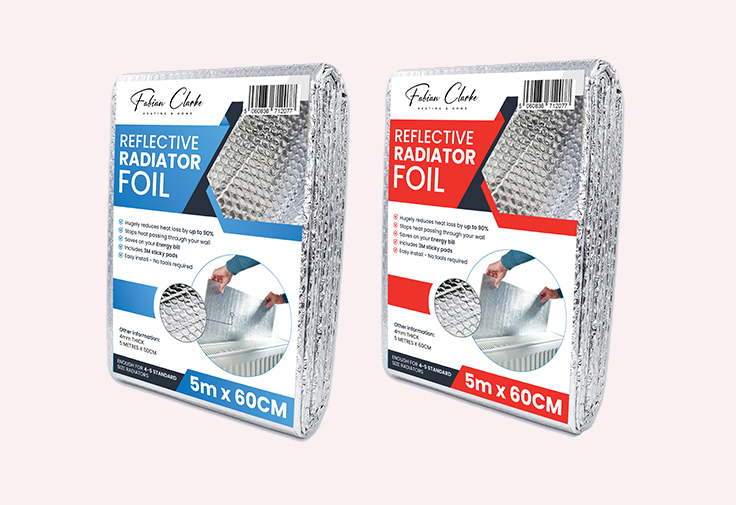 Fabian Clarke
HEATING & HOME
5 060836 712077
REFLECTIVE
RADIATOR
FOIL
Hugely reduces heat loss by up to 90%
Stops heat passing through your wall
Saves on your Energy bill
Includes 3M sticky pads
Easy install - No tools required
Other information:
4mm THICK
5 METRES X 60CM
ENOUGH FOR 4-5 STANDARD
SIZE RADIATORS
5m x 60CM
Fabian Clarke
HEATING & HOME
5 060836 712077
REFLECTIVE
RADIATOR
FOIL
Hugely reduces heat loss by up to 90%
Stops heat passing through your wall
Saves on your Energy bill
Includes 3M sticky pads
Easy install - No tools required
Other information:
4mm THICK
5 METRES X 60CM
ENOUGH FOR 4-5 STANDARD
SIZE RADIATORS
5m x 60CM